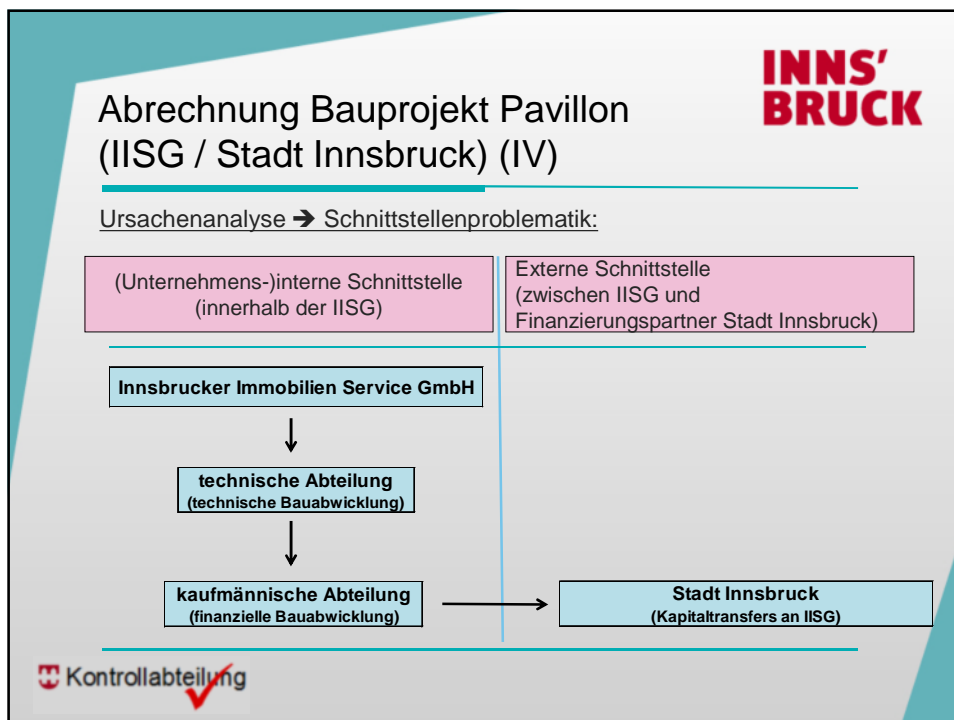 INNS'
BRUCK
Abrechnung Bauprojekt Pavillon
(IISG / Stadt Innsbruck) (IV)
Ursachenanalyse ➔ Schnittstellenproblematik:
(Unternehmens-)interne Schnittstelle
(innerhalb der IISG)
Externe Schnittstelle
(zwischen IISG und
Finanzierungspartner Stadt Innsbruck)
Innsbrucker Immobilien Service GmbH
technische Abteilung
(technische Bauabwicklung)
kaufmännische Abteilung
(finanzielle Bauabwicklung)
Stadt Innsbruck
(Kapitaltransfers an IISG)
Kontrollabteilung